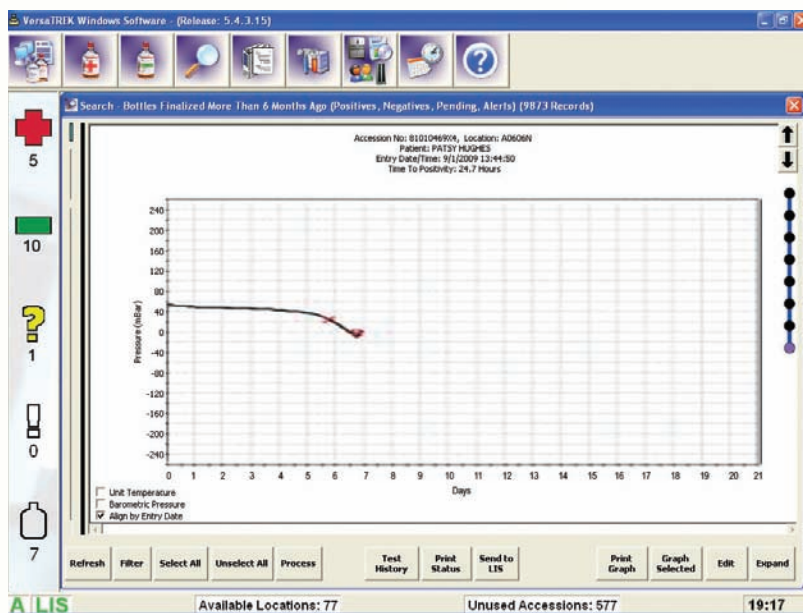 VersaTREK Windows Software - (Release: 5.4.3.15)
Search - Bottles Finalized More Than 6 Months Ago (Positives, Negatives, Pending, Alerts) (9873 Records)
5
10
1
0
7
Accession No: 81010469XX4, Location: A0606N
Patient: PATSY HUGHES
Entry Date/Time: 9/1/2009 13:44:50
Time To Positivity: 24.7 Hours
Pressure (mBar)
240
200
160
120
80
40
0
-40
-80
-120
-160
-200
-240
0 1 2 3 4 5 6 7 8 9 10 11 12 13 14 15 16 17 18 19 20 21
Days
Unit Temperature
Barometric Pressure
Align by Entry Date
Refresh Filter Select All Unselect All Process Test History Print Status Send to LIS Print Graph Graph Selected Edit Expand
A LIS Available Locations: 77 Unused Accessions: 577 19:17